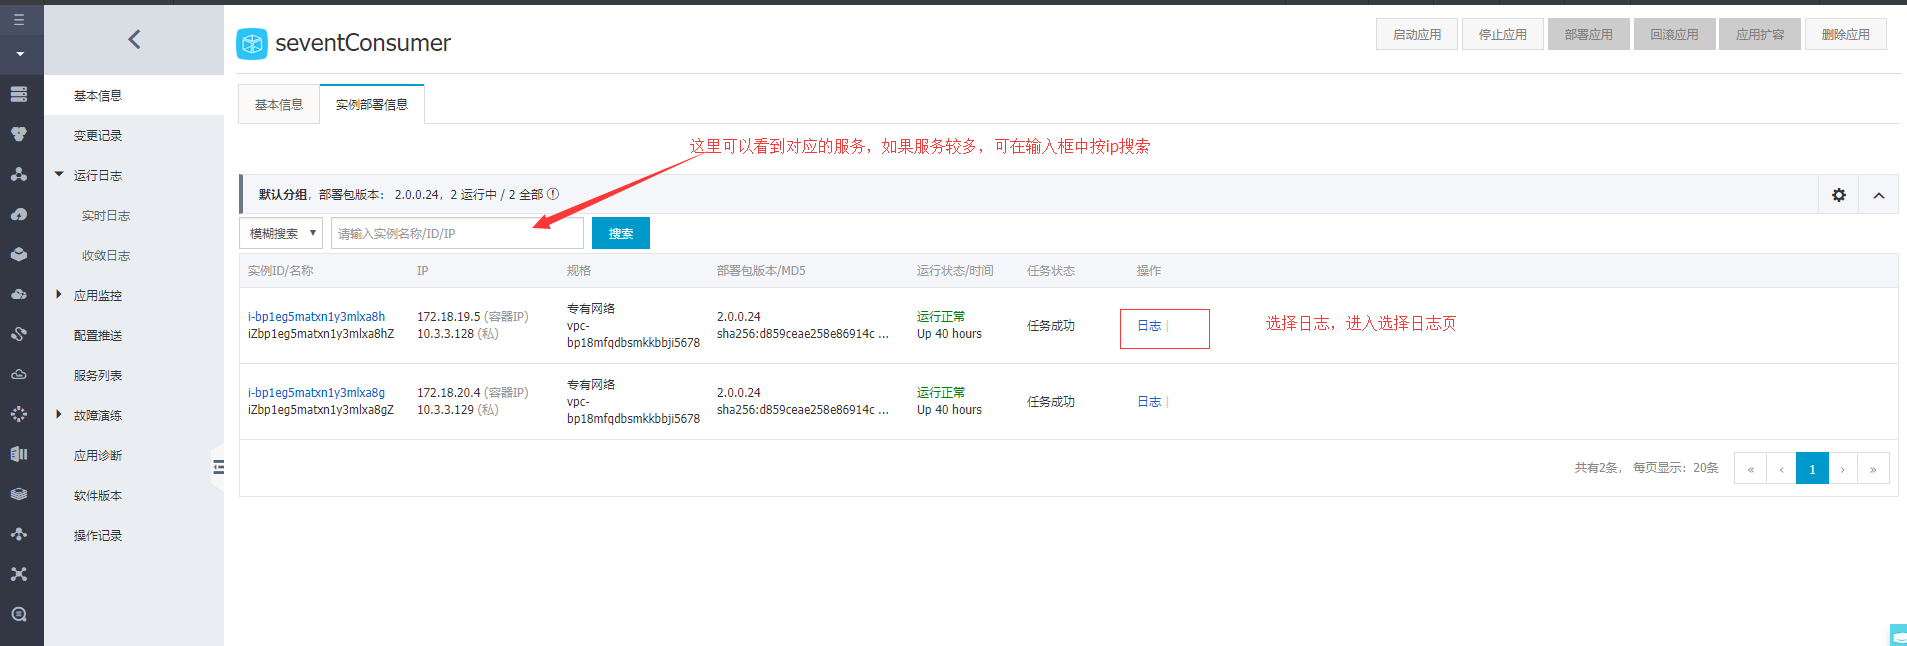 seventConsumer
启动应用
停止应用
部署应用
回滚应用
应用扩容
删除应用
基本信息
变更记录
运行日志
实时日志
收敛日志
应用监控
配置推送
服务列表
故障演练
应用诊断
软件版本
操作记录
基本信息
实例部署信息
这里可以看到对应的服务，如果服务较多，可在输入框中按ip搜索
默认分组，部署包版本： 2.0.0.24，2 运行中 / 2 全部
模糊搜索
请输入实例名称/ID/IP
搜索
实例ID/名称 IP 规格 部署包版本/MD5 运行状态/时间 任务状态 操作
i-bp1eg5matxn1y3mlxa8h
iZbp1eg5matxn1y3mlxa8hZ
172.18.19.5 (容器IP)
10.3.3.128 (私)
专有网络
vpc-
bp18mfqdbsmkkbbji5678
2.0.0.24
sha256:d859ceae258e86914c ...
运行正常
Up 40 hours
任务成功
日志 |
选择日志，进入选择日志页
i-bp1eg5matxn1y3mlxa8g
iZbp1eg5matxn1y3mlxa8gZ
172.18.20.4 (容器IP)
10.3.3.129 (私)
专有网络
vpc-
bp18mfqdbsmkkbbji5678
2.0.0.24
sha256:d859ceae258e86914c ...
运行正常
Up 40 hours
任务成功
日志 |
共有2条， 每页显示：20条
« ‹ 1 › »